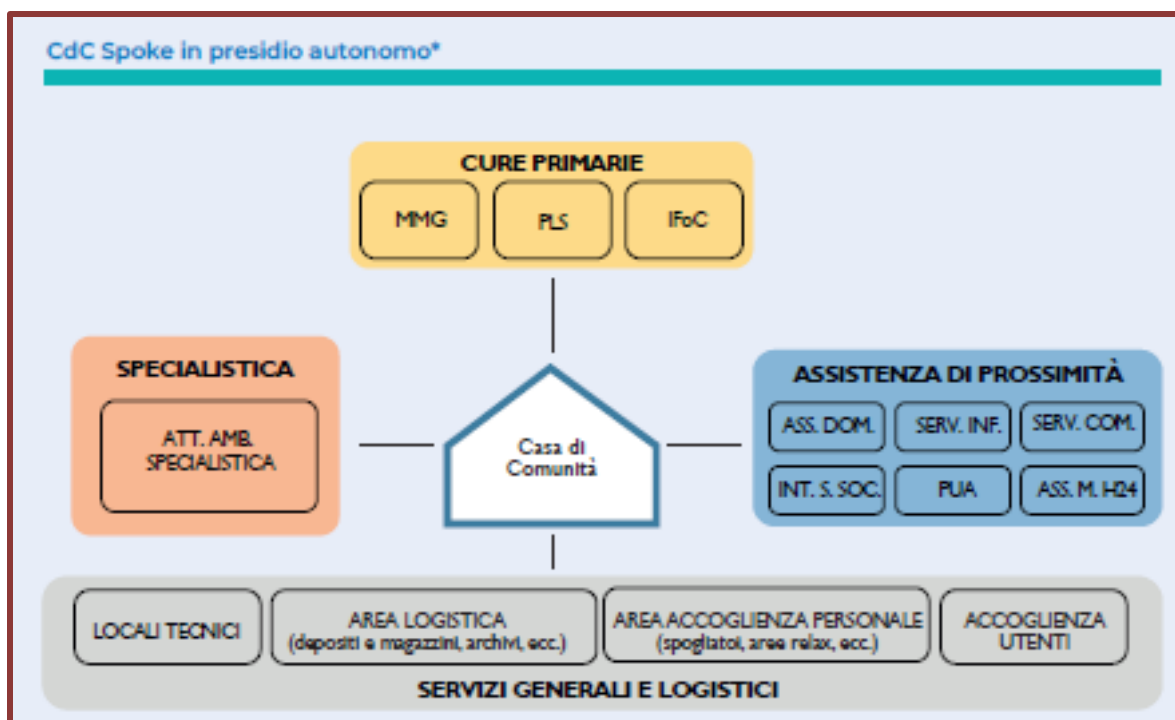 CdC Spoke in presidio autonomo*
CURE PRIMARIE
MMG
PLS
IFoC
SPECIALISTICA
ATT. AMB.
SPECIALISTICA
Casa di
Comunità
ASSISTENZA DI PROSSIMITÀ
ASS. DOM.
SERV. INF.
SERV. COM.
INT. S. SOC.
PUA
ASS. M. H24
LOCALI TECNICI
AREA LOGISTICA
(depositi e magazzini, archivi, ecc.)
AREA ACCOGLIENZA PERSONALE
(spogliatoi, aree relax, ecc.)
ACCOGLIENZA
UTENTI
SERVIZI GENERALI E LOGISTICI